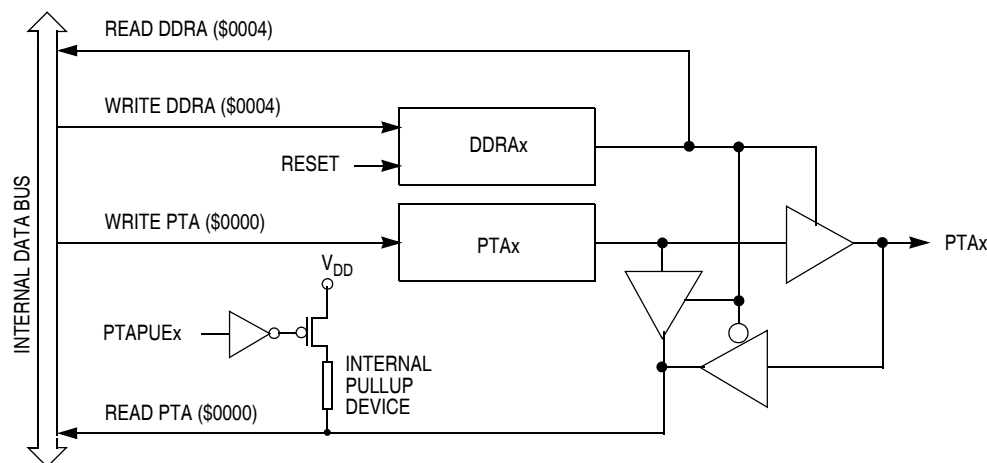 READ DDRA ($0004)
WRITE DDRA ($0004)
RESET
DDRAx
INTERNAL DATA BUS
WRITE PTA ($0000)
PTAx
PTAx
VDD
PTAPUEx
INTERNAL
PULLUP
DEVICE
READ PTA ($0000)